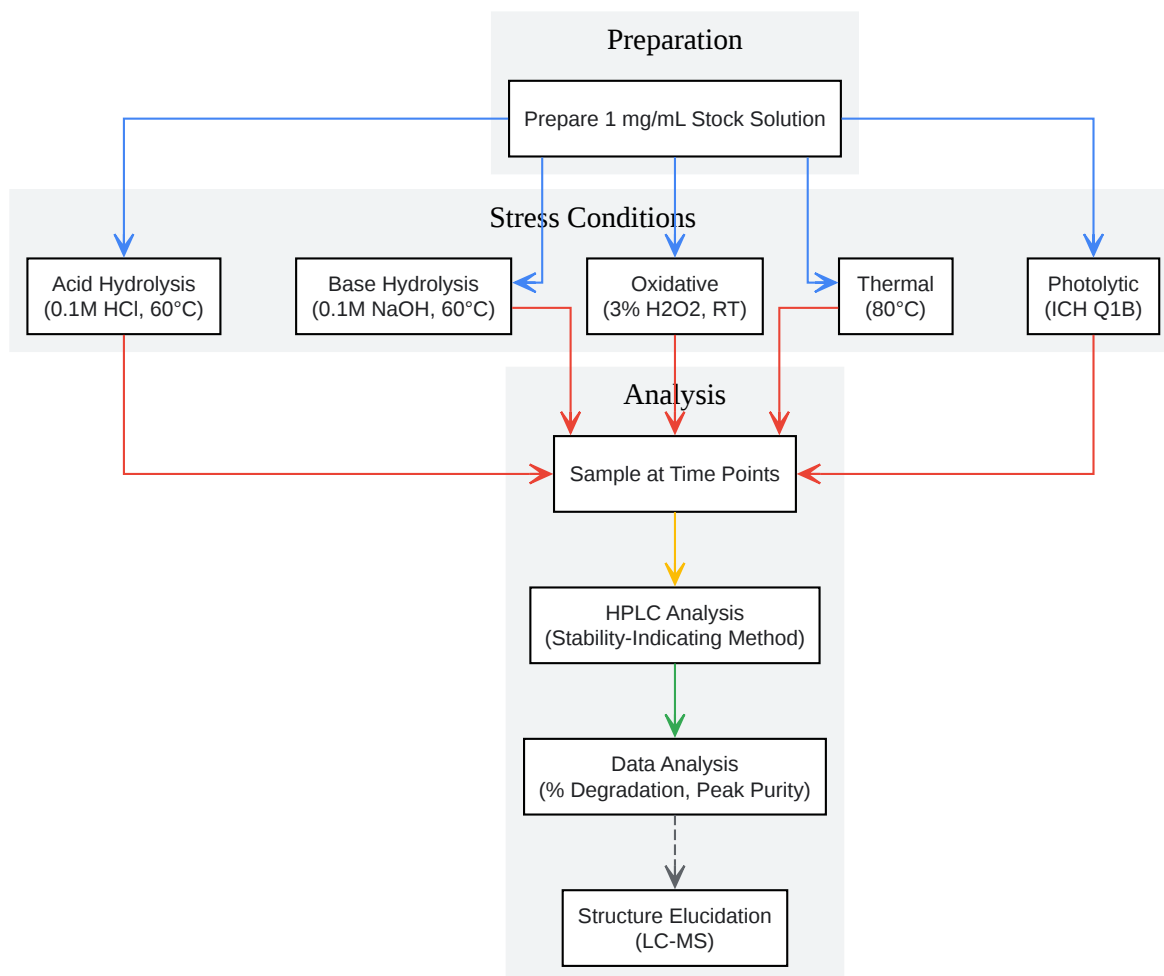 Preparation
Prepare 1 mg/mL Stock Solution
Stress Conditions
Acid Hydrolysis
(0.1M HCl, 60°C)
Base Hydrolysis
(0.1M NaOH, 60°C)
Oxidative
(3% H2O2, RT)
Thermal
(80°C)
Photolytic
(ICH Q1B)
Analysis
Sample at Time Points
HPLC Analysis
(Stability-Indicating Method)
Data Analysis
(% Degradation, Peak Purity)
Structure Elucidation
(LC-MS)